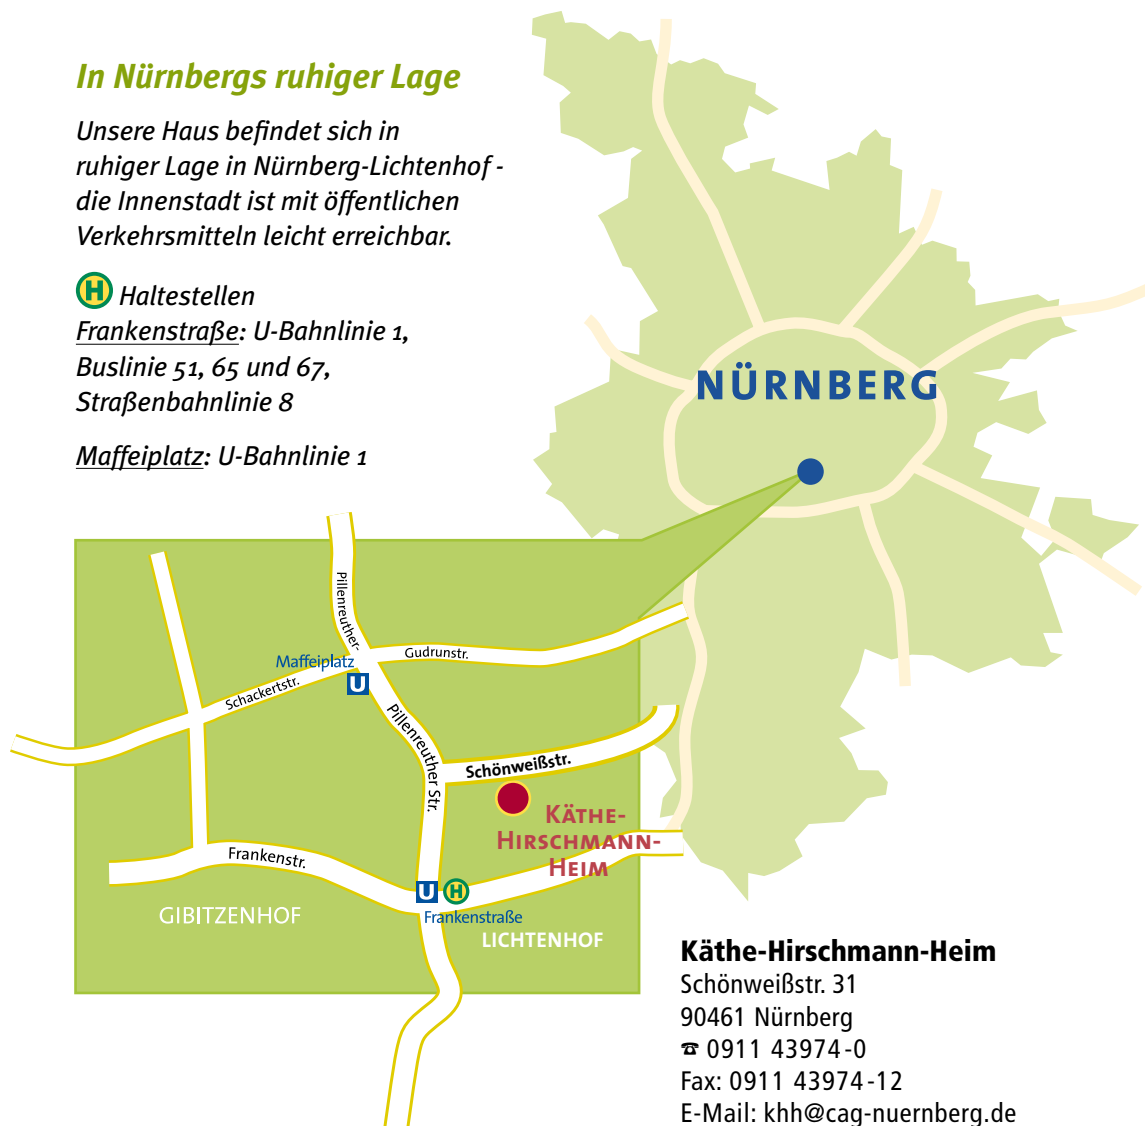 In Nürnbergs ruhiger Lage
Unsere Haus befindet sich in
ruhiger Lage in Nürnberg-Lichtenhof -
die Innenstadt ist mit öffentlichen
Verkehrsmitteln leicht erreichbar.
H Haltestellen
Frankenstraße: U-Bahnlinie 1,
Buslinie 51, 65 und 67,
Straßenbahnlinie 8
Maffeiplatz: U-Bahnlinie 1
NÜRNBERG
Pillenreuther-
Maffeiplatz
U
Gudrunstr.
Schackertstr.
Pillenreuther Str.
Schönweißstr.
KÄTHE-
HIRSCHMANN-
HEIM
Frankenstr.
U H
Frankenstraße
GIBITZENHOF
LICHTENHOF
Käthe-Hirschmann-Heim
Schönweißstr. 31
90461 Nürnberg
☎ 0911 43974-0
Fax: 0911 43974-12
E-Mail: khh@cag-nuernberg.de